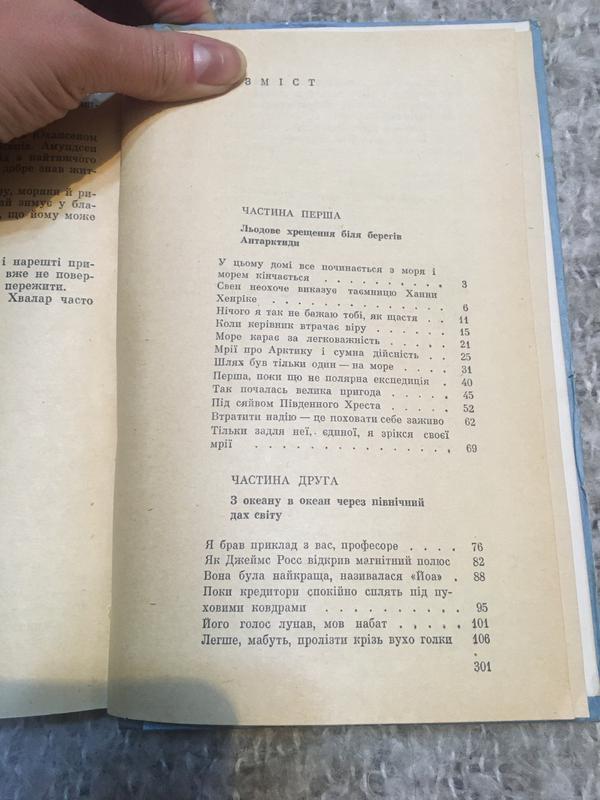 Юхансеном
Амундсен
з найтяжчого
добре знав жит-
моряки й ри-
зимує у бла-
що йому може
і нарешті при-
вже не повер-
пережити.
Хвалар часто
ЗМІСТ
ЧАСТИНА ПЕРША
Льодове хрещення біля берегів
Антарктиди
У цьому домі все починається з моря і
морем кінчається . . . . . . . . . . 3
Свен неохоче виказує таємницю Ханни
Хенріке . . . . . . . . . . . . . 6
Нічого я так не бажаю тобі, як щастя . . 11
Коли керівник втрачає віру . . . . . 15
Море карає за легковажність . . . . 21
Мрії про Арктику і сумна дійсність . . 25
Шлях був тільки один — на море . . . 31
Перша, поки що не полярна експедиція . 40
Так почалась велика пригода . . . . 45
Під сяйвом Південного Хреста . . . . . 52
Втратити надію — це поховати себе заживо 62
Тільки задля неї, єдиної, я зрікся своєї
мрії . . . . . . . . . . . . . . 69
ЧАСТИНА ДРУГА
З океану в океан через північний
дах світу
Я брав приклад з вас, професоре . . . . 76
Як Джеймс Росс відкрив магнітний полюс 82
Вона була найкраща, називалася «Йоа» . 88
Поки кредитори спокійно сплять під пу-
ховими ковдрами . . . . . . . . . . 95
Його голос лунав, мов набат . . . . . 101
Легше, мабуть, пролізти крізь вухо голки 106
301